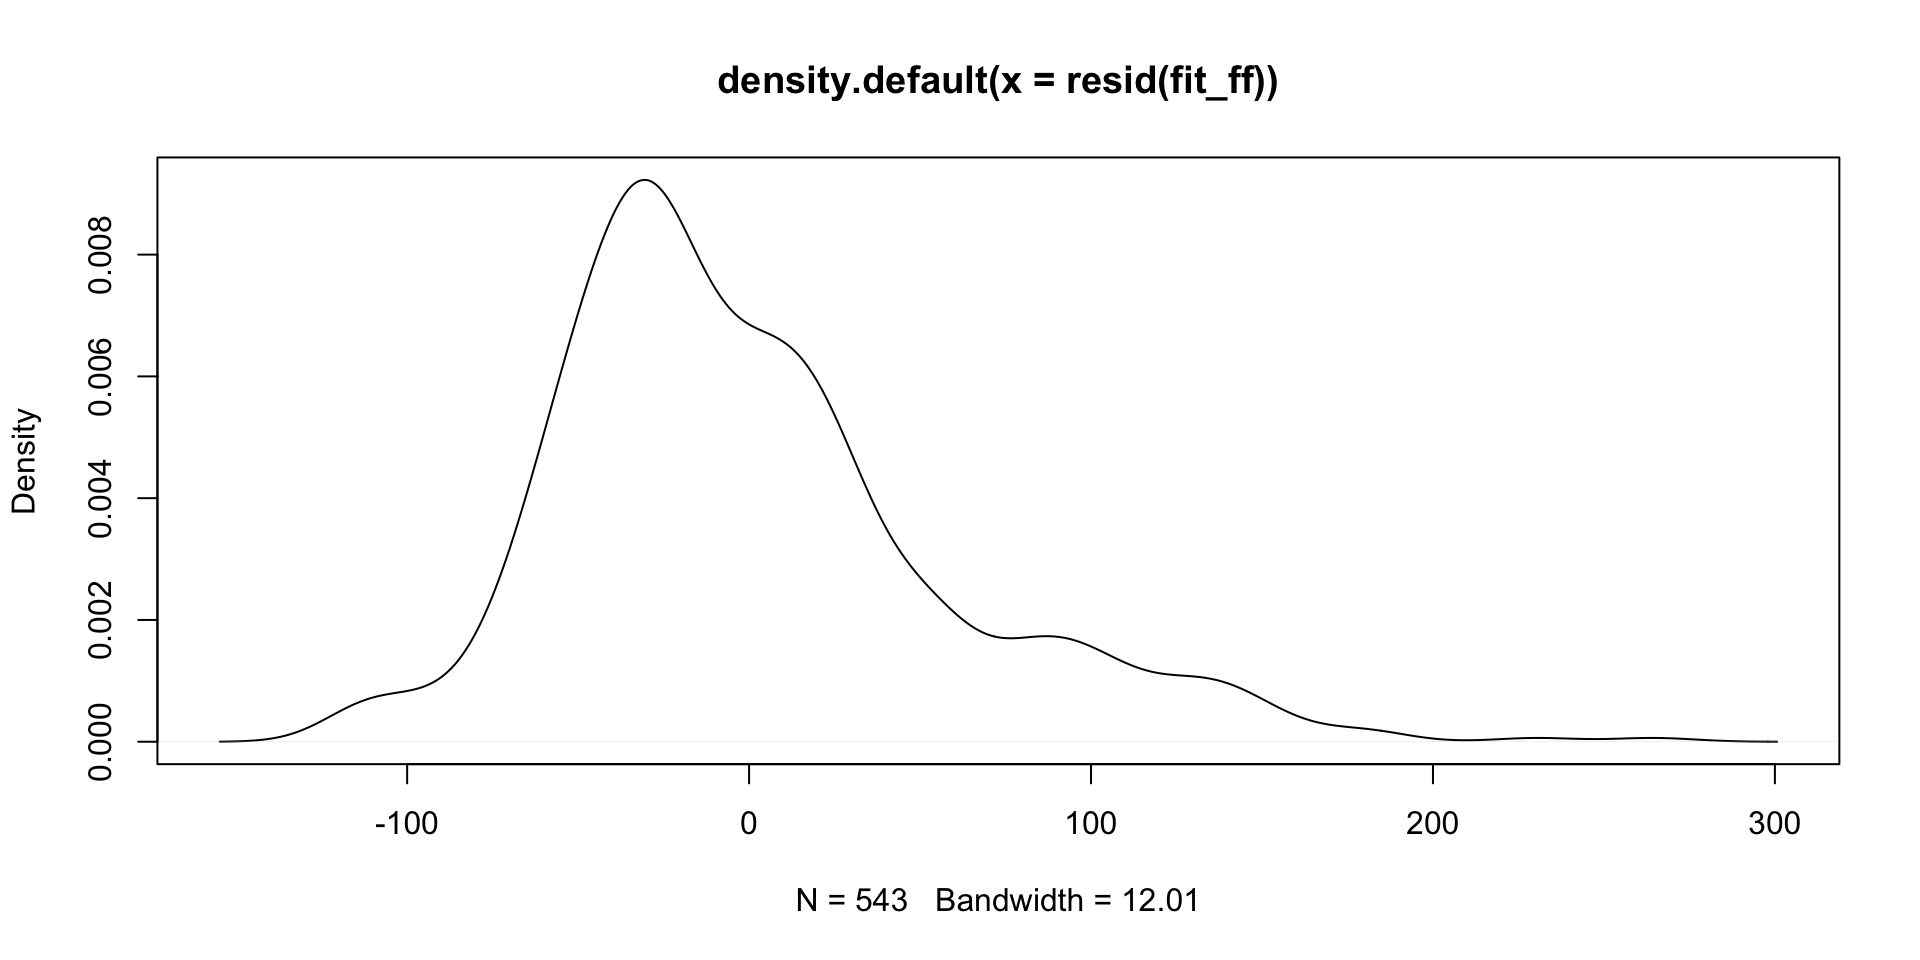 density.default(x = resid(fit_ff))
Density
0.008
0.006
0.004
0.002
0.000
-100 0 100 200 300
N = 543 Bandwidth = 12.01